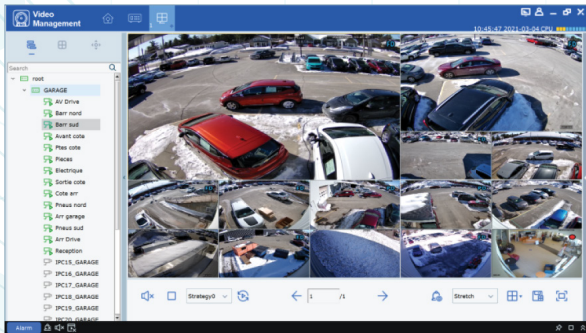 Video
Management
10:45:47 2021-03-04 CPU
Search
root
GARAGE
AV Drive
Barr nord
Barr sud
Avant cote
Ptes cote
Pieces
Electrique
Sortie cote
Cote arr
Pneus nord
Arr garage
Pneus sud
Arr Drive
Reception
IPC15_GARAGE
IPC16_GARAGE
IPC17_GARAGE
IPC18_GARAGE
IPC19_GARAGE
IPC20_GARAGE
Strategy0
1
/1
Stretch
Alarm